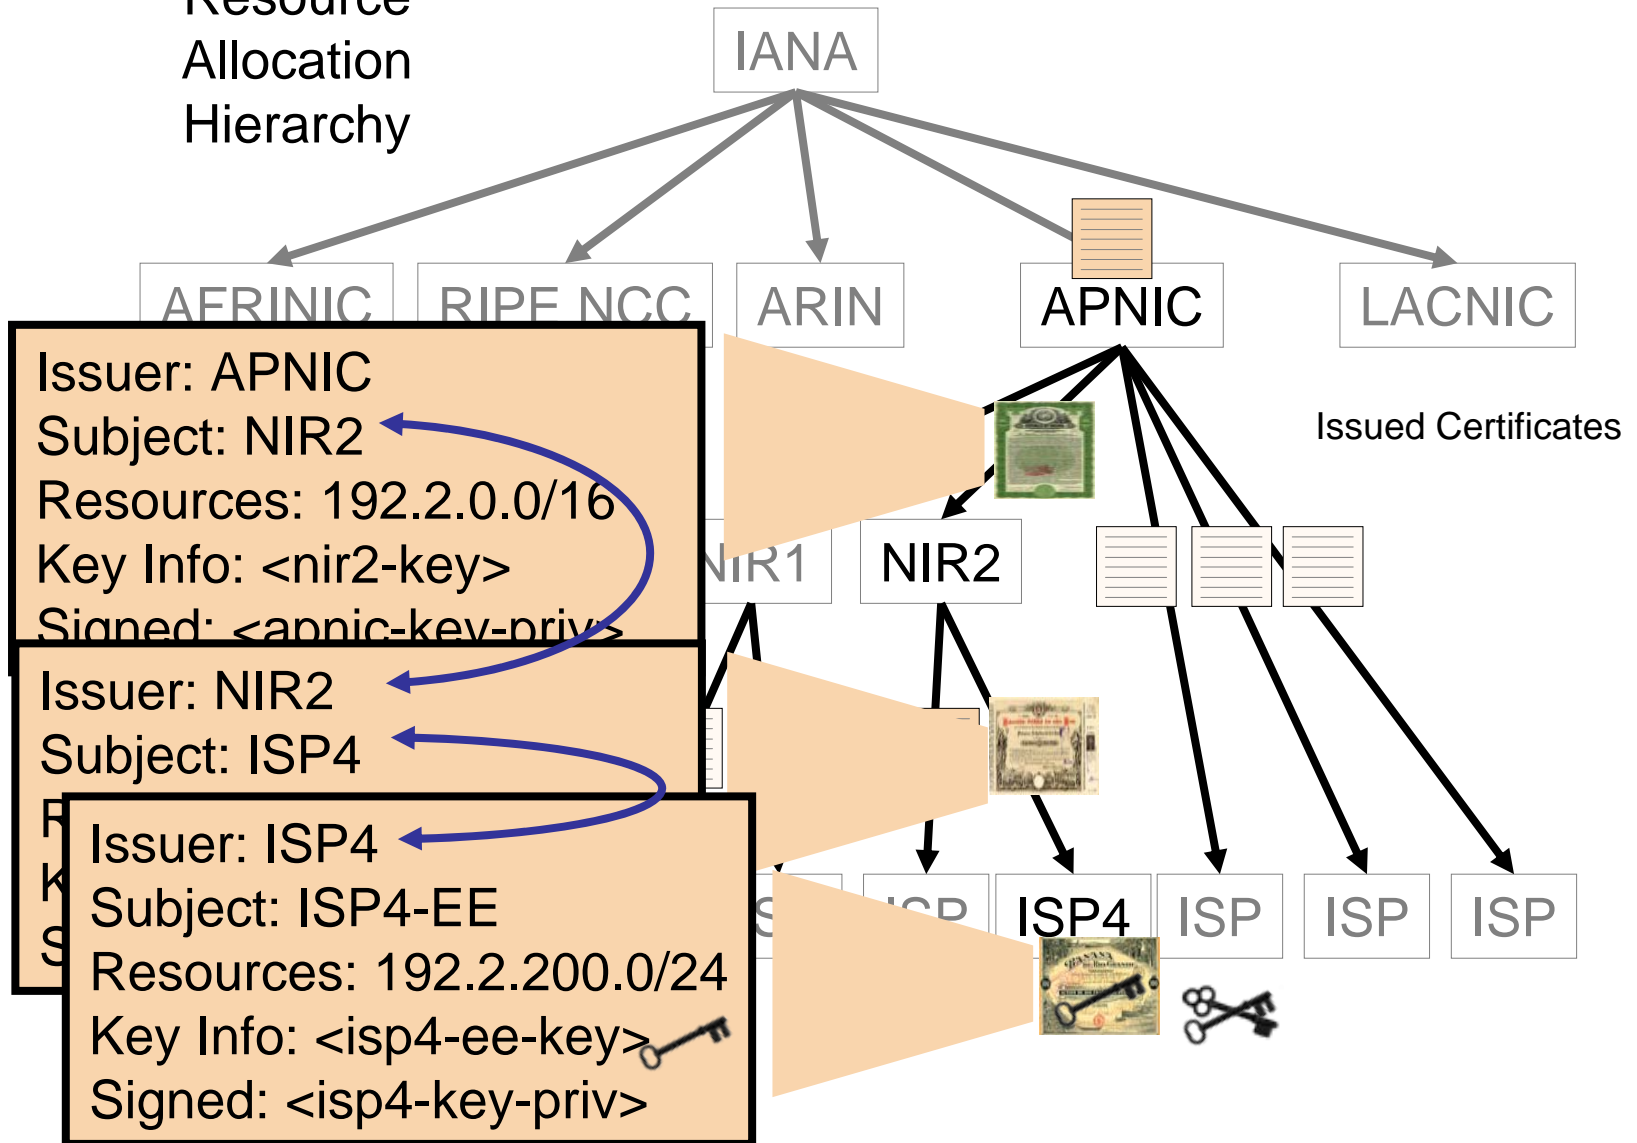 Resource
Allocation
Hierarchy
IANA
AFRINIC
RIPE NCC
ARIN
APNIC
LACNIC
Issued Certificates
Issuer: APNIC
Subject: NIR2
Resources: 192.2.0.0/16
Key Info: <nir2-key>
Signed: <apnic-key-priv>
NIR1
NIR2
Issuer: NIR2
Subject: ISP4
R
K
S
Issuer: ISP4
Subject: ISP4-EE
Resources: 192.2.200.0/24
Key Info: <isp4-ee-key>
Signed: <isp4-key-priv>
ISP
ISP4
ISP
ISP
ISP